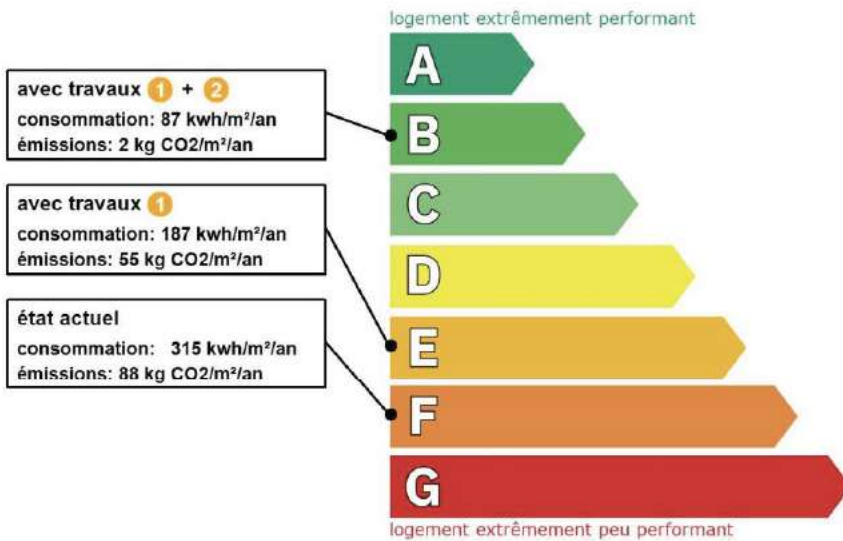 logement extrêmement performant
A
avec travaux 1 + 2
consommation: 87 kwh/m²/an
émissions: 2 kg CO2/m²/an
B
C
avec travaux 1
consommation: 187 kwh/m²/an
émissions: 55 kg CO2/m²/an
D
état actuel
consommation: 315 kwh/m²/an
émissions: 88 kg CO2/m²/an
E
F
G
logement extrêmement peu performant